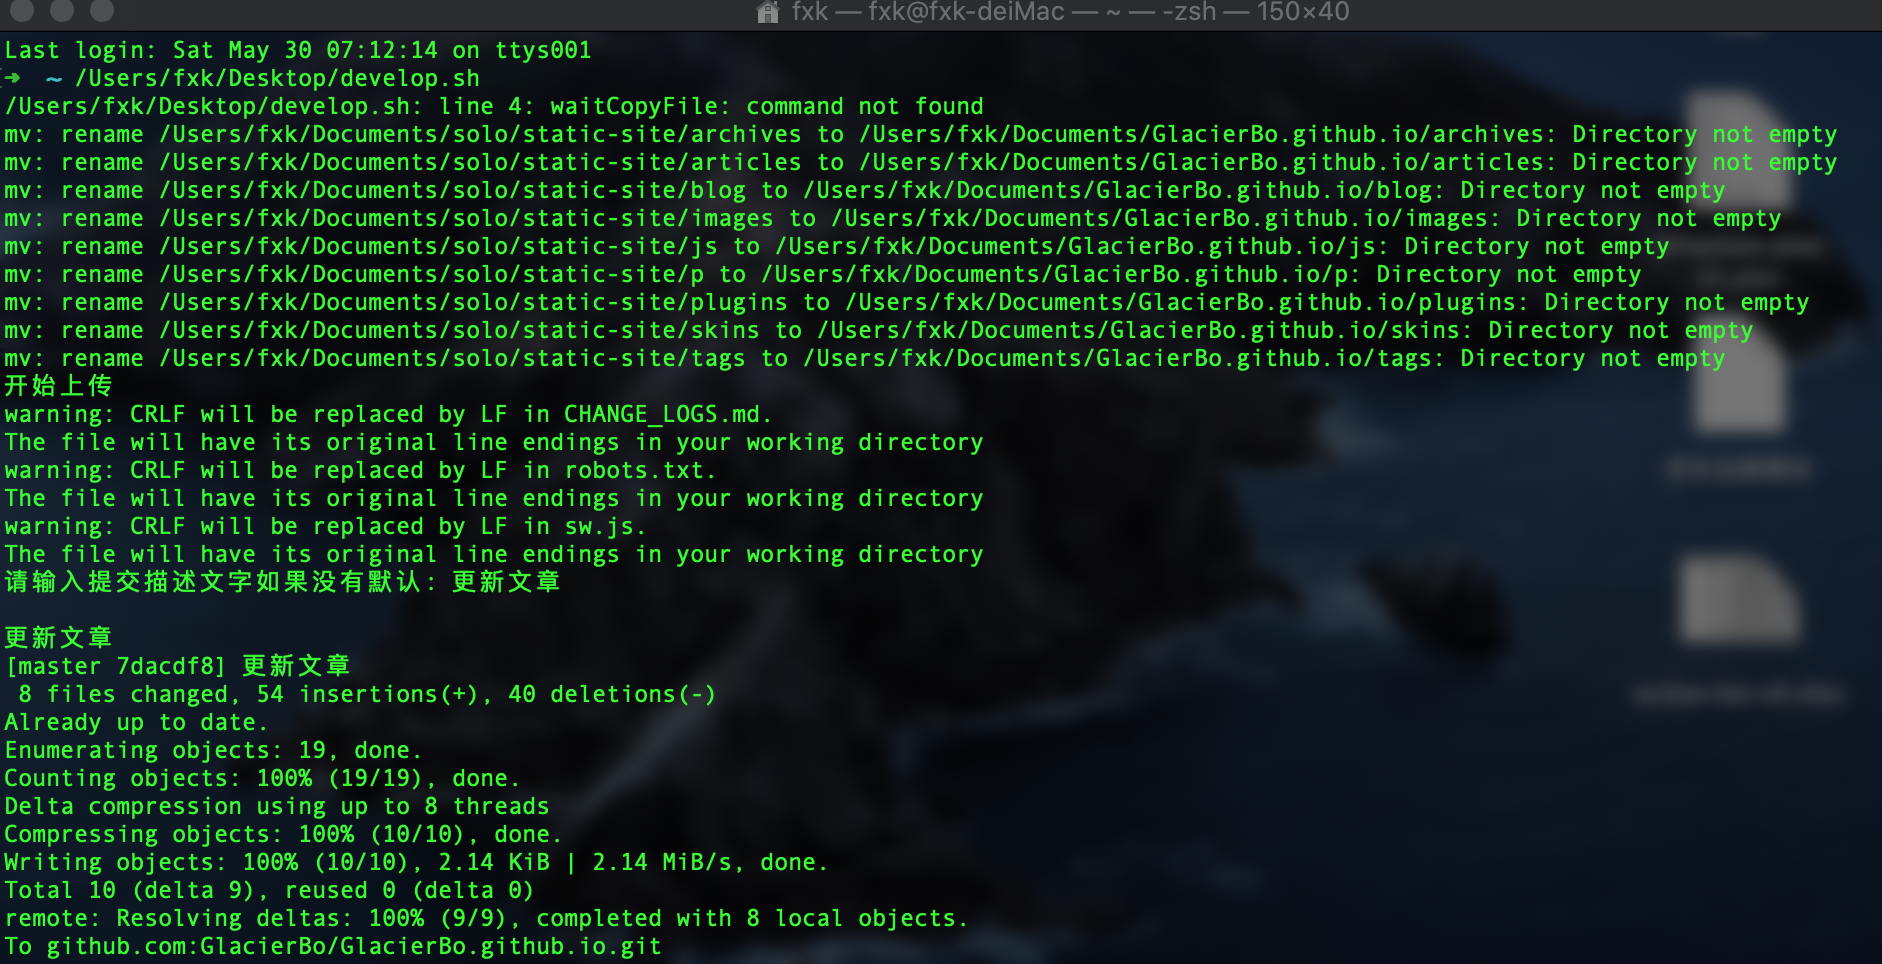 fxk — fxk@fxk-deiMac — ~ — -zsh — 150×40
Last login: Sat May 30 07:12:14 on ttys001
➜  ~ /Users/fxk/Desktop/develop.sh
/Users/fxk/Desktop/develop.sh: line 4: waitCopyFile: command not found
mv: rename /Users/fxk/Documents/solo/static-site/archives to /Users/fxk/Documents/GlacierBo.github.io/archives: Directory not empty
mv: rename /Users/fxk/Documents/solo/static-site/articles to /Users/fxk/Documents/GlacierBo.github.io/articles: Directory not empty
mv: rename /Users/fxk/Documents/solo/static-site/blog to /Users/fxk/Documents/GlacierBo.github.io/blog: Directory not empty
mv: rename /Users/fxk/Documents/solo/static-site/images to /Users/fxk/Documents/GlacierBo.github.io/images: Directory not empty
mv: rename /Users/fxk/Documents/solo/static-site/js to /Users/fxk/Documents/GlacierBo.github.io/js: Directory not empty
mv: rename /Users/fxk/Documents/solo/static-site/p to /Users/fxk/Documents/GlacierBo.github.io/p: Directory not empty
mv: rename /Users/fxk/Documents/solo/static-site/plugins to /Users/fxk/Documents/GlacierBo.github.io/plugins: Directory not empty
mv: rename /Users/fxk/Documents/solo/static-site/skins to /Users/fxk/Documents/GlacierBo.github.io/skins: Directory not empty
mv: rename /Users/fxk/Documents/solo/static-site/tags to /Users/fxk/Documents/GlacierBo.github.io/tags: Directory not empty
开始上传
warning: CRLF will be replaced by LF in CHANGE_LOGS.md.
The file will have its original line endings in your working directory
warning: CRLF will be replaced by LF in robots.txt.
The file will have its original line endings in your working directory
warning: CRLF will be replaced by LF in sw.js.
The file will have its original line endings in your working directory
请输入提交描述文字如果没有默认: 更新文章
更新文章
[master 7dacdf8] 更新文章
 8 files changed, 54 insertions(+), 40 deletions(-)
Already up to date.
Enumerating objects: 19, done.
Counting objects: 100% (19/19), done.
Delta compression using up to 8 threads
Compressing objects: 100% (10/10), done.
Writing objects: 100% (10/10), 2.14 KiB | 2.14 MiB/s, done.
Total 10 (delta 9), reused 0 (delta 0)
remote: Resolving deltas: 100% (9/9), completed with 8 local objects.
To github.com:GlacierBo/GlacierBo.github.io.git